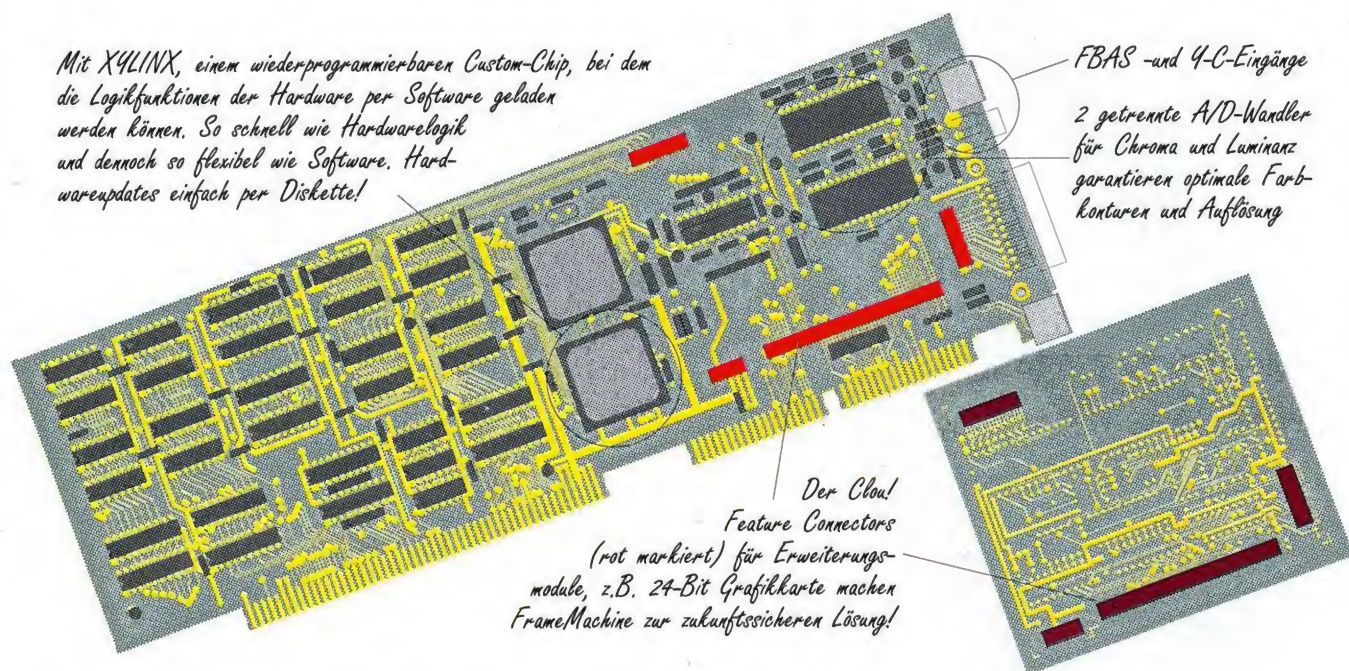 Mit XYLINX, einem wiederprogrammierbaren Custom-Chip, bei dem
die Logikfunktionen der Hardware per Software geladen
werden können. So schnell wie Hardwarelogik
und dennoch so flexibel wie Software. Hard-
wareupdates einfach per Diskette!
FBAS -und Y-C-Eingänge
2 getrennte A/D-Wandler
für Chroma und Luminanz
garantieren optimale Farb-
konturen und Auflösung
Der Clou!
Feature Connectors
(rot markiert) für Erweiterungs-
module, z.B. 24-Bit Grafikkarte machen
FrameMachine zur zukunftssicheren Lösung!